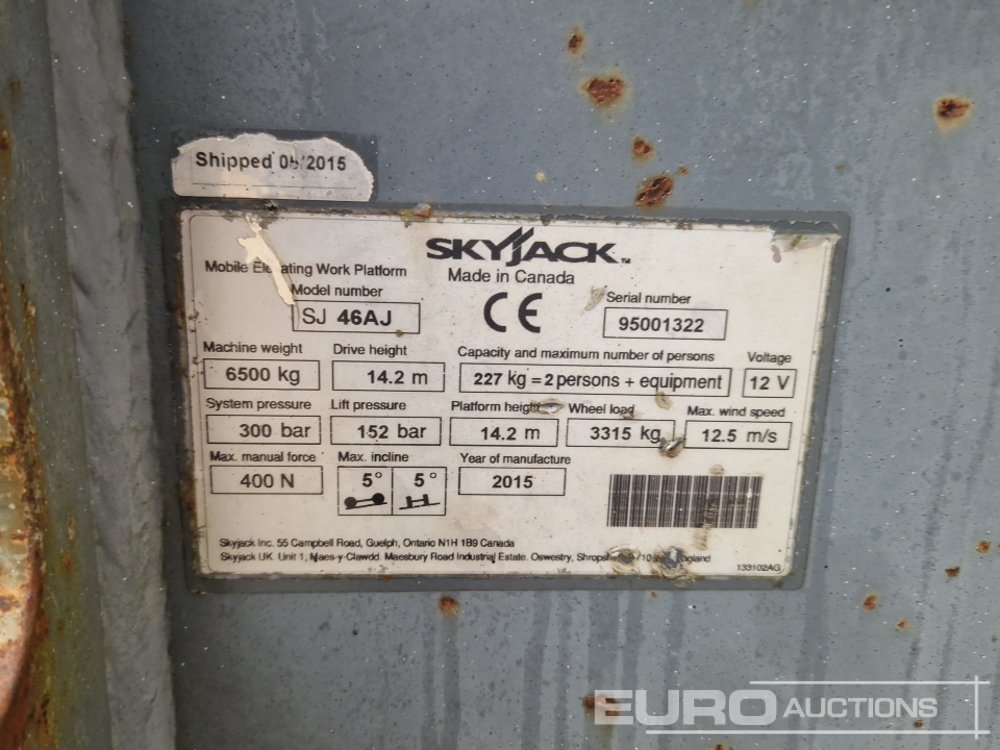 Shipped 05/2015
SKYJACK™
Made in Canada
Mobile Elevating Work Platform
Model number
SJ 46AJ
CE
Serial number
95001322
Machine weight Drive height Capacity and maximum number of persons Voltage
6500 kg 14.2 m 227 kg = 2 persons + equipment 12 V
System pressure Lift pressure Platform height Wheel load Max. wind speed
300 bar 152 bar 14.2 m 3315 kg 12.5 m/s
Max. manual force Max. incline Year of manufacture
400 N 5° 5° 2015
Skyjack Inc. 55 Campbell Road, Guelph, Ontario N1H 1B9 Canada
Skyjack UK. Unit 1, Maes-y-Clawdd. Maesbury Road Industrial Estate. Oswestry, England
133102AG
EURO AUCTIONS